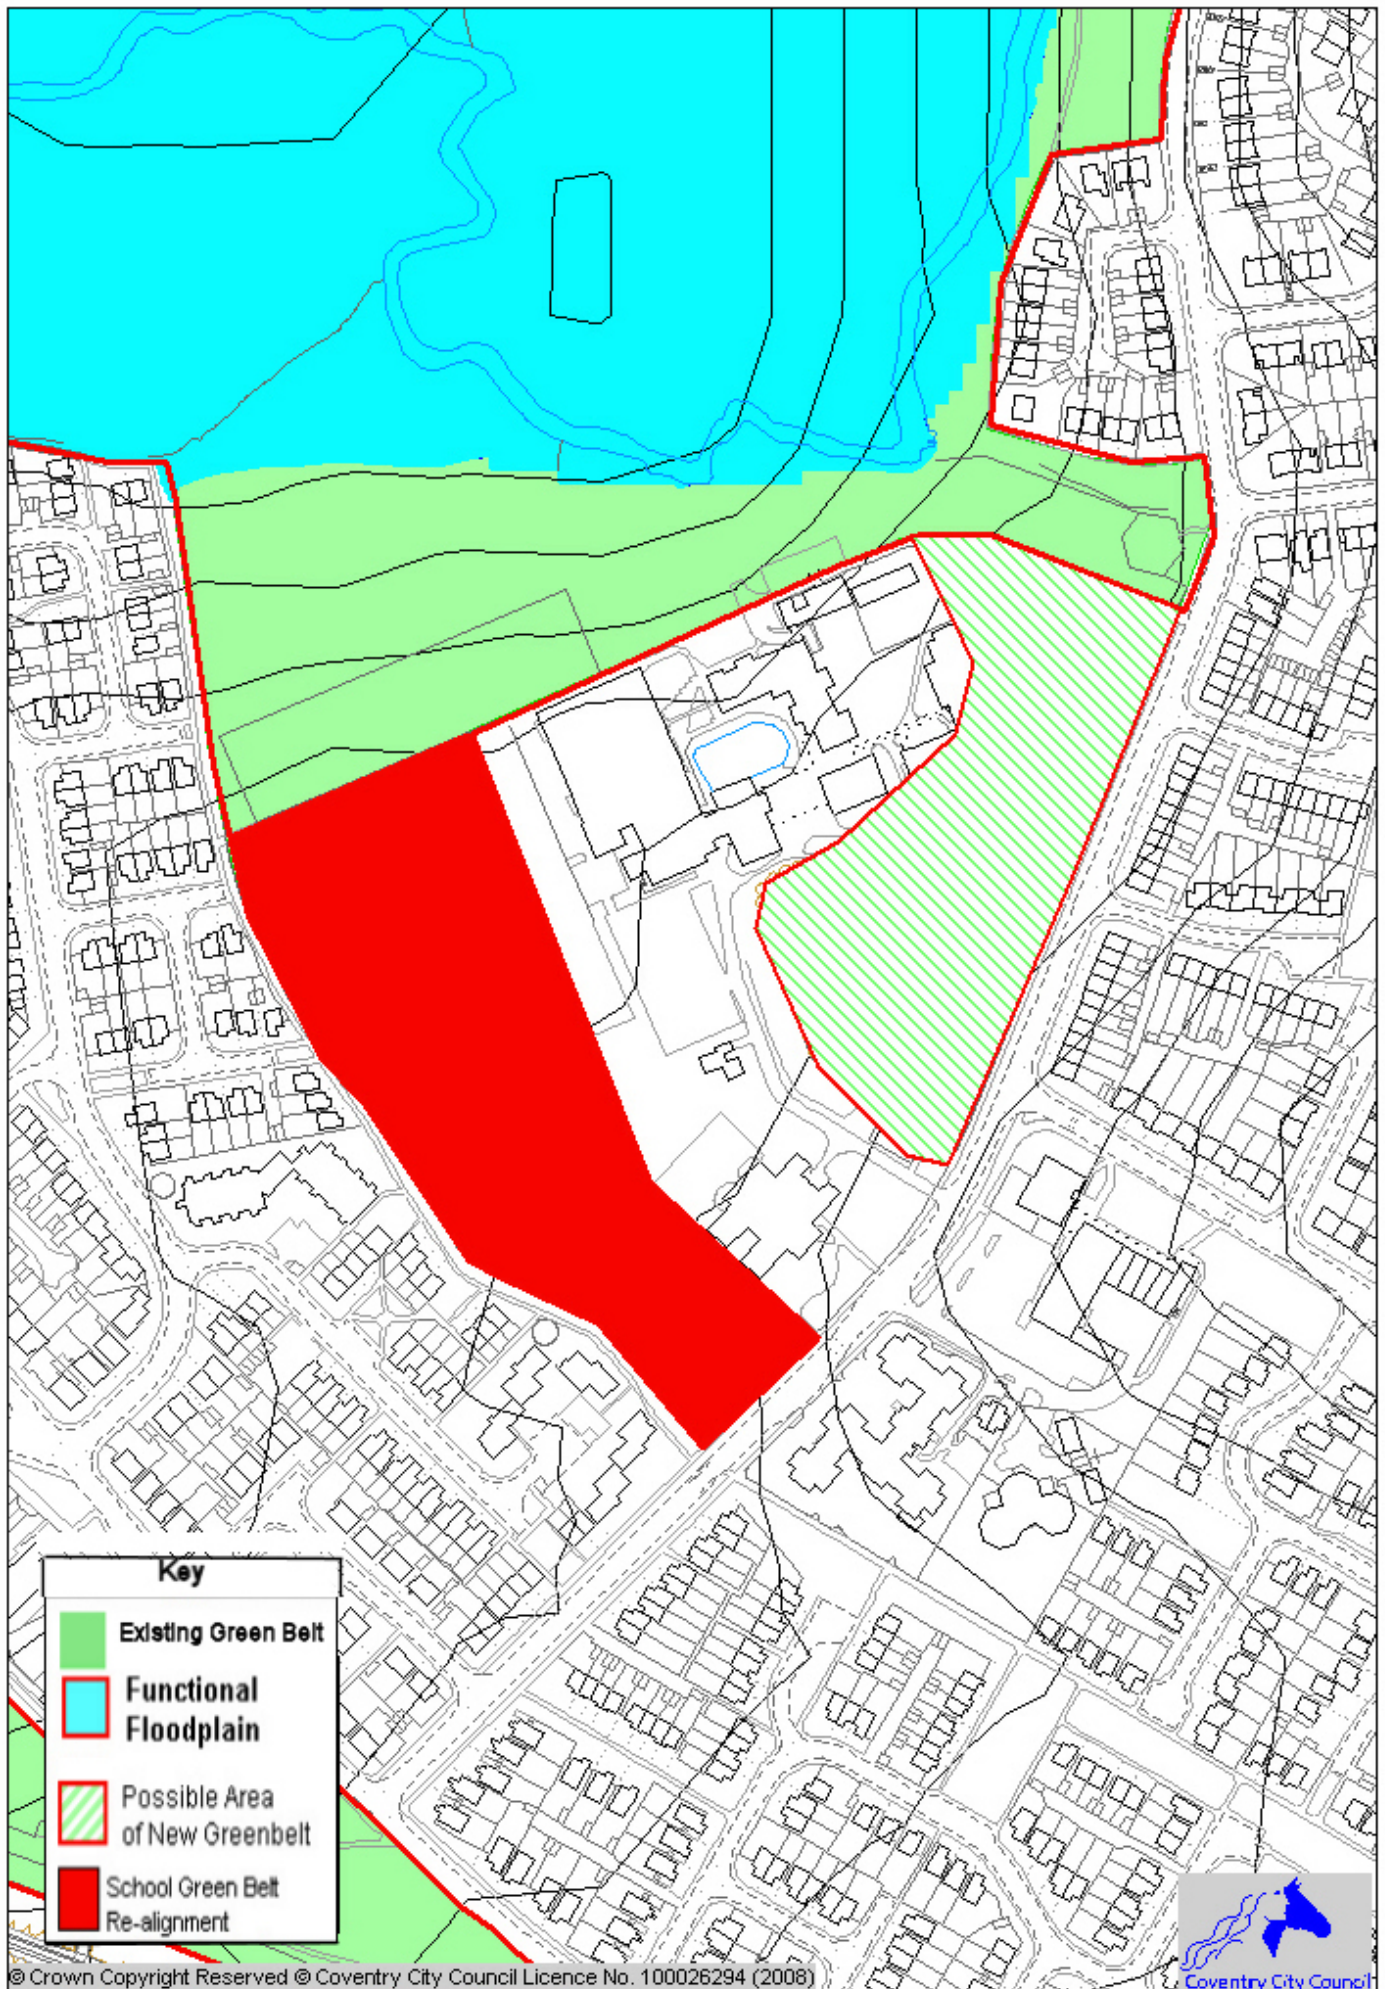 Key
Existing Green Belt
Functional
Floodplain
Possible Area
of New Greenbelt
School Green Belt
Re-alignment
© Crown Copyright Reserved © Coventry City Council Licence No. 100026294 (2008)
Coventry City Council